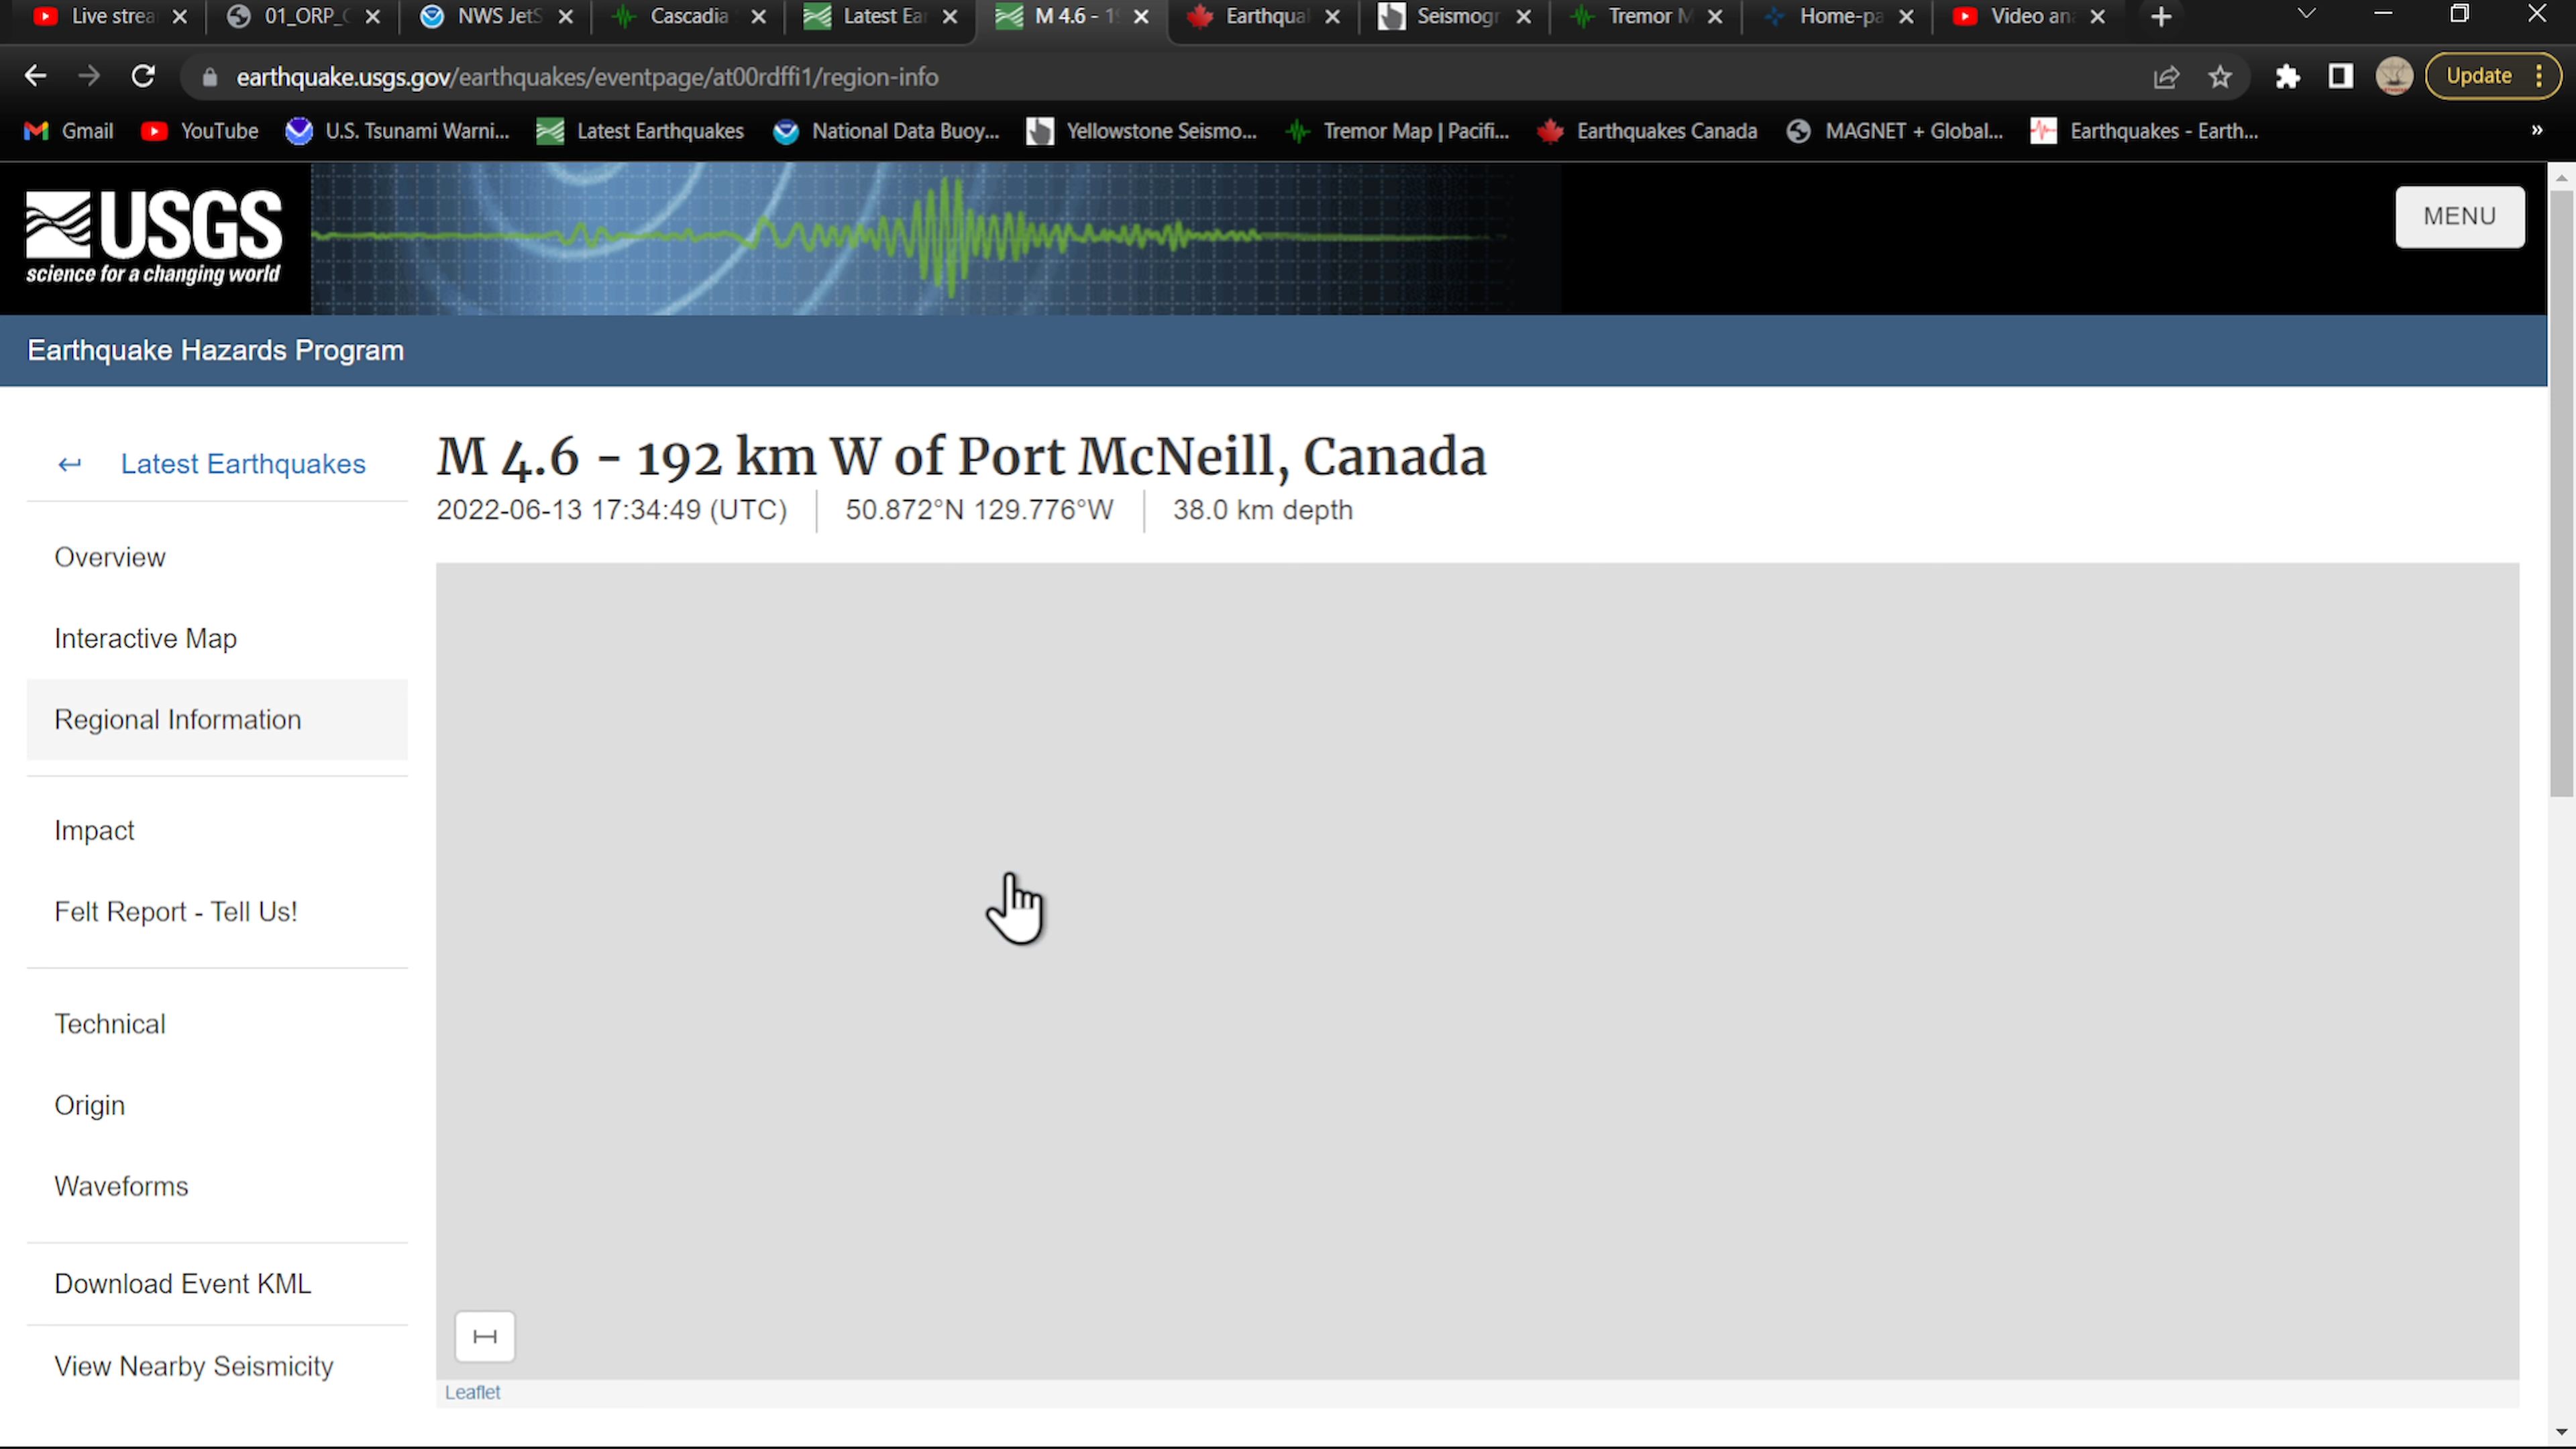 Live strea
01_ORP_
NWS Jet
Cascadia
Latest Ea
M 4.6 - 1
Earthqua
Seismog
Tremor
Home-pa
Video an
earthquake.usgs.gov/earthquakes/eventpage/at00rdffi1/region-info
Update
Gmail
YouTube
U.S. Tsunami Warni...
Latest Earthquakes
National Data Buoy...
Yellowstone Seismo...
Tremor Map | Pacifi...
Earthquakes Canada
MAGNET + Global...
Earthquakes - Earth...
»
USGS
science for a changing world
MENU
Earthquake Hazards Program
Latest Earthquakes
M 4.6 - 192 km W of Port McNeill, Canada
2022-06-13 17:34:49 (UTC)
50.872°N 129.776°W
38.0 km depth
Overview
Interactive Map
Regional Information
Impact
Felt Report - Tell Us!
Technical
Origin
Waveforms
Download Event KML
View Nearby Seismicity
Leaflet